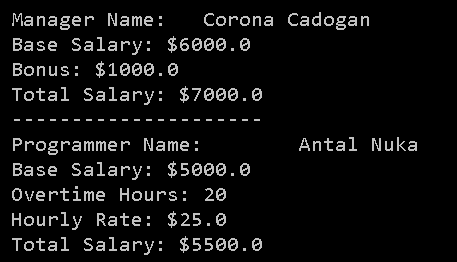 Manager Name:   Corona Cadogan
Base Salary: $6000.0
Bonus: $1000.0
Total Salary: $7000.0
---------------------
Programmer Name:        Antal Nuka
Base Salary: $5000.0
Overtime Hours: 20
Hourly Rate: $25.0
Total Salary: $5500.0